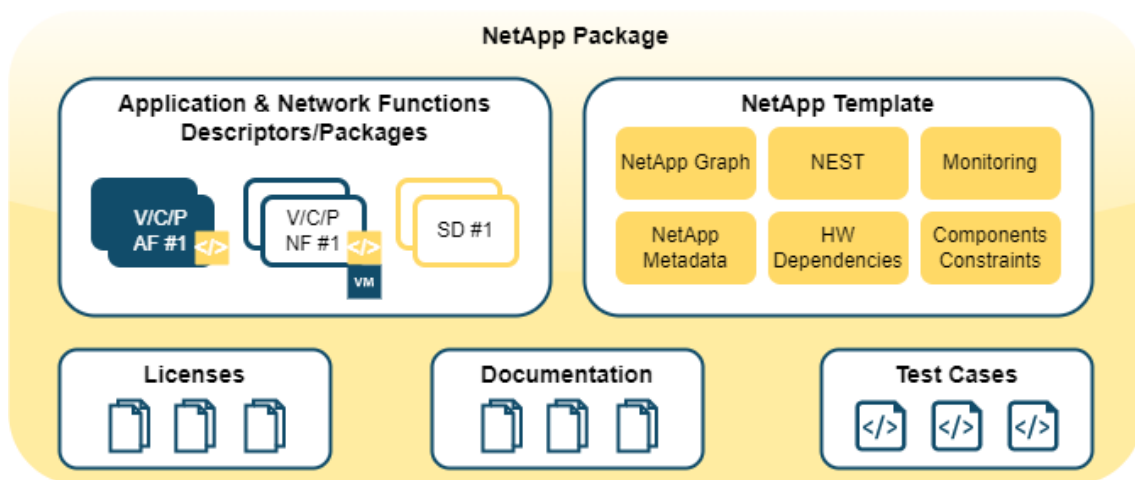 NetApp Package
Application & Network Functions
Descriptors/Packages
V/C/P
AF #1
</>
V/C/P
NF #1
</>
VM
SD #1
NetApp Template
NetApp Graph
NEST
Monitoring
NetApp
Metadata
HW
Dependencies
Components
Constraints
Licenses
Documentation
Test Cases
</>
</>
</>